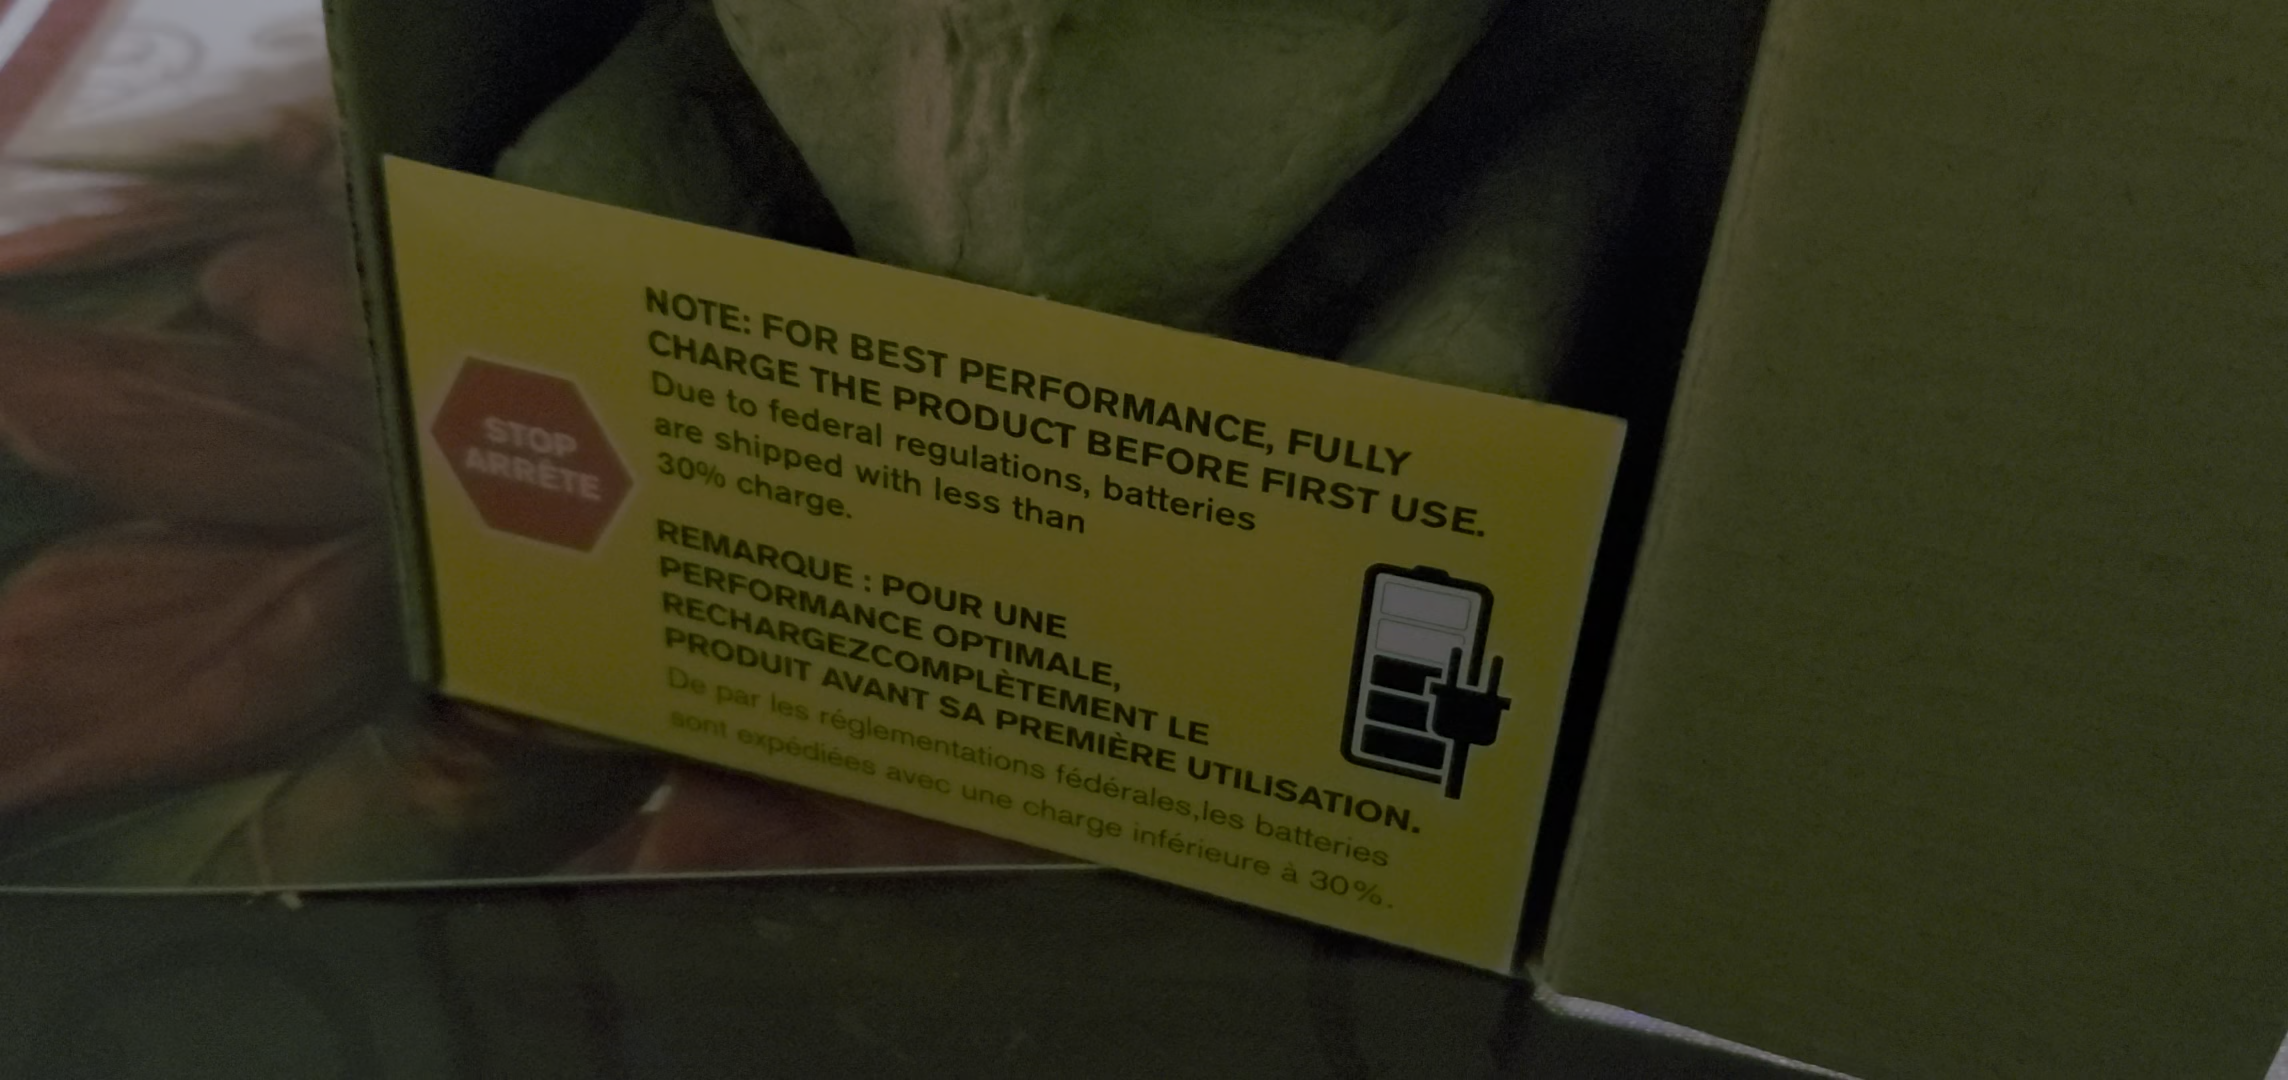 STOP
ARRÊTE
NOTE: FOR BEST PERFORMANCE, FULLY
CHARGE THE PRODUCT BEFORE FIRST USE.
Due to federal regulations, batteries
are shipped with less than
30% charge.
REMARQUE : POUR UNE
PERFORMANCE OPTIMALE,
RECHARGEZCOMPLÈTEMENT LE
PRODUIT AVANT SA PREMIÈRE UTILISATION.
De par les réglementations fédérales,les batteries
sont expédiées avec une charge inférieure à 30%.